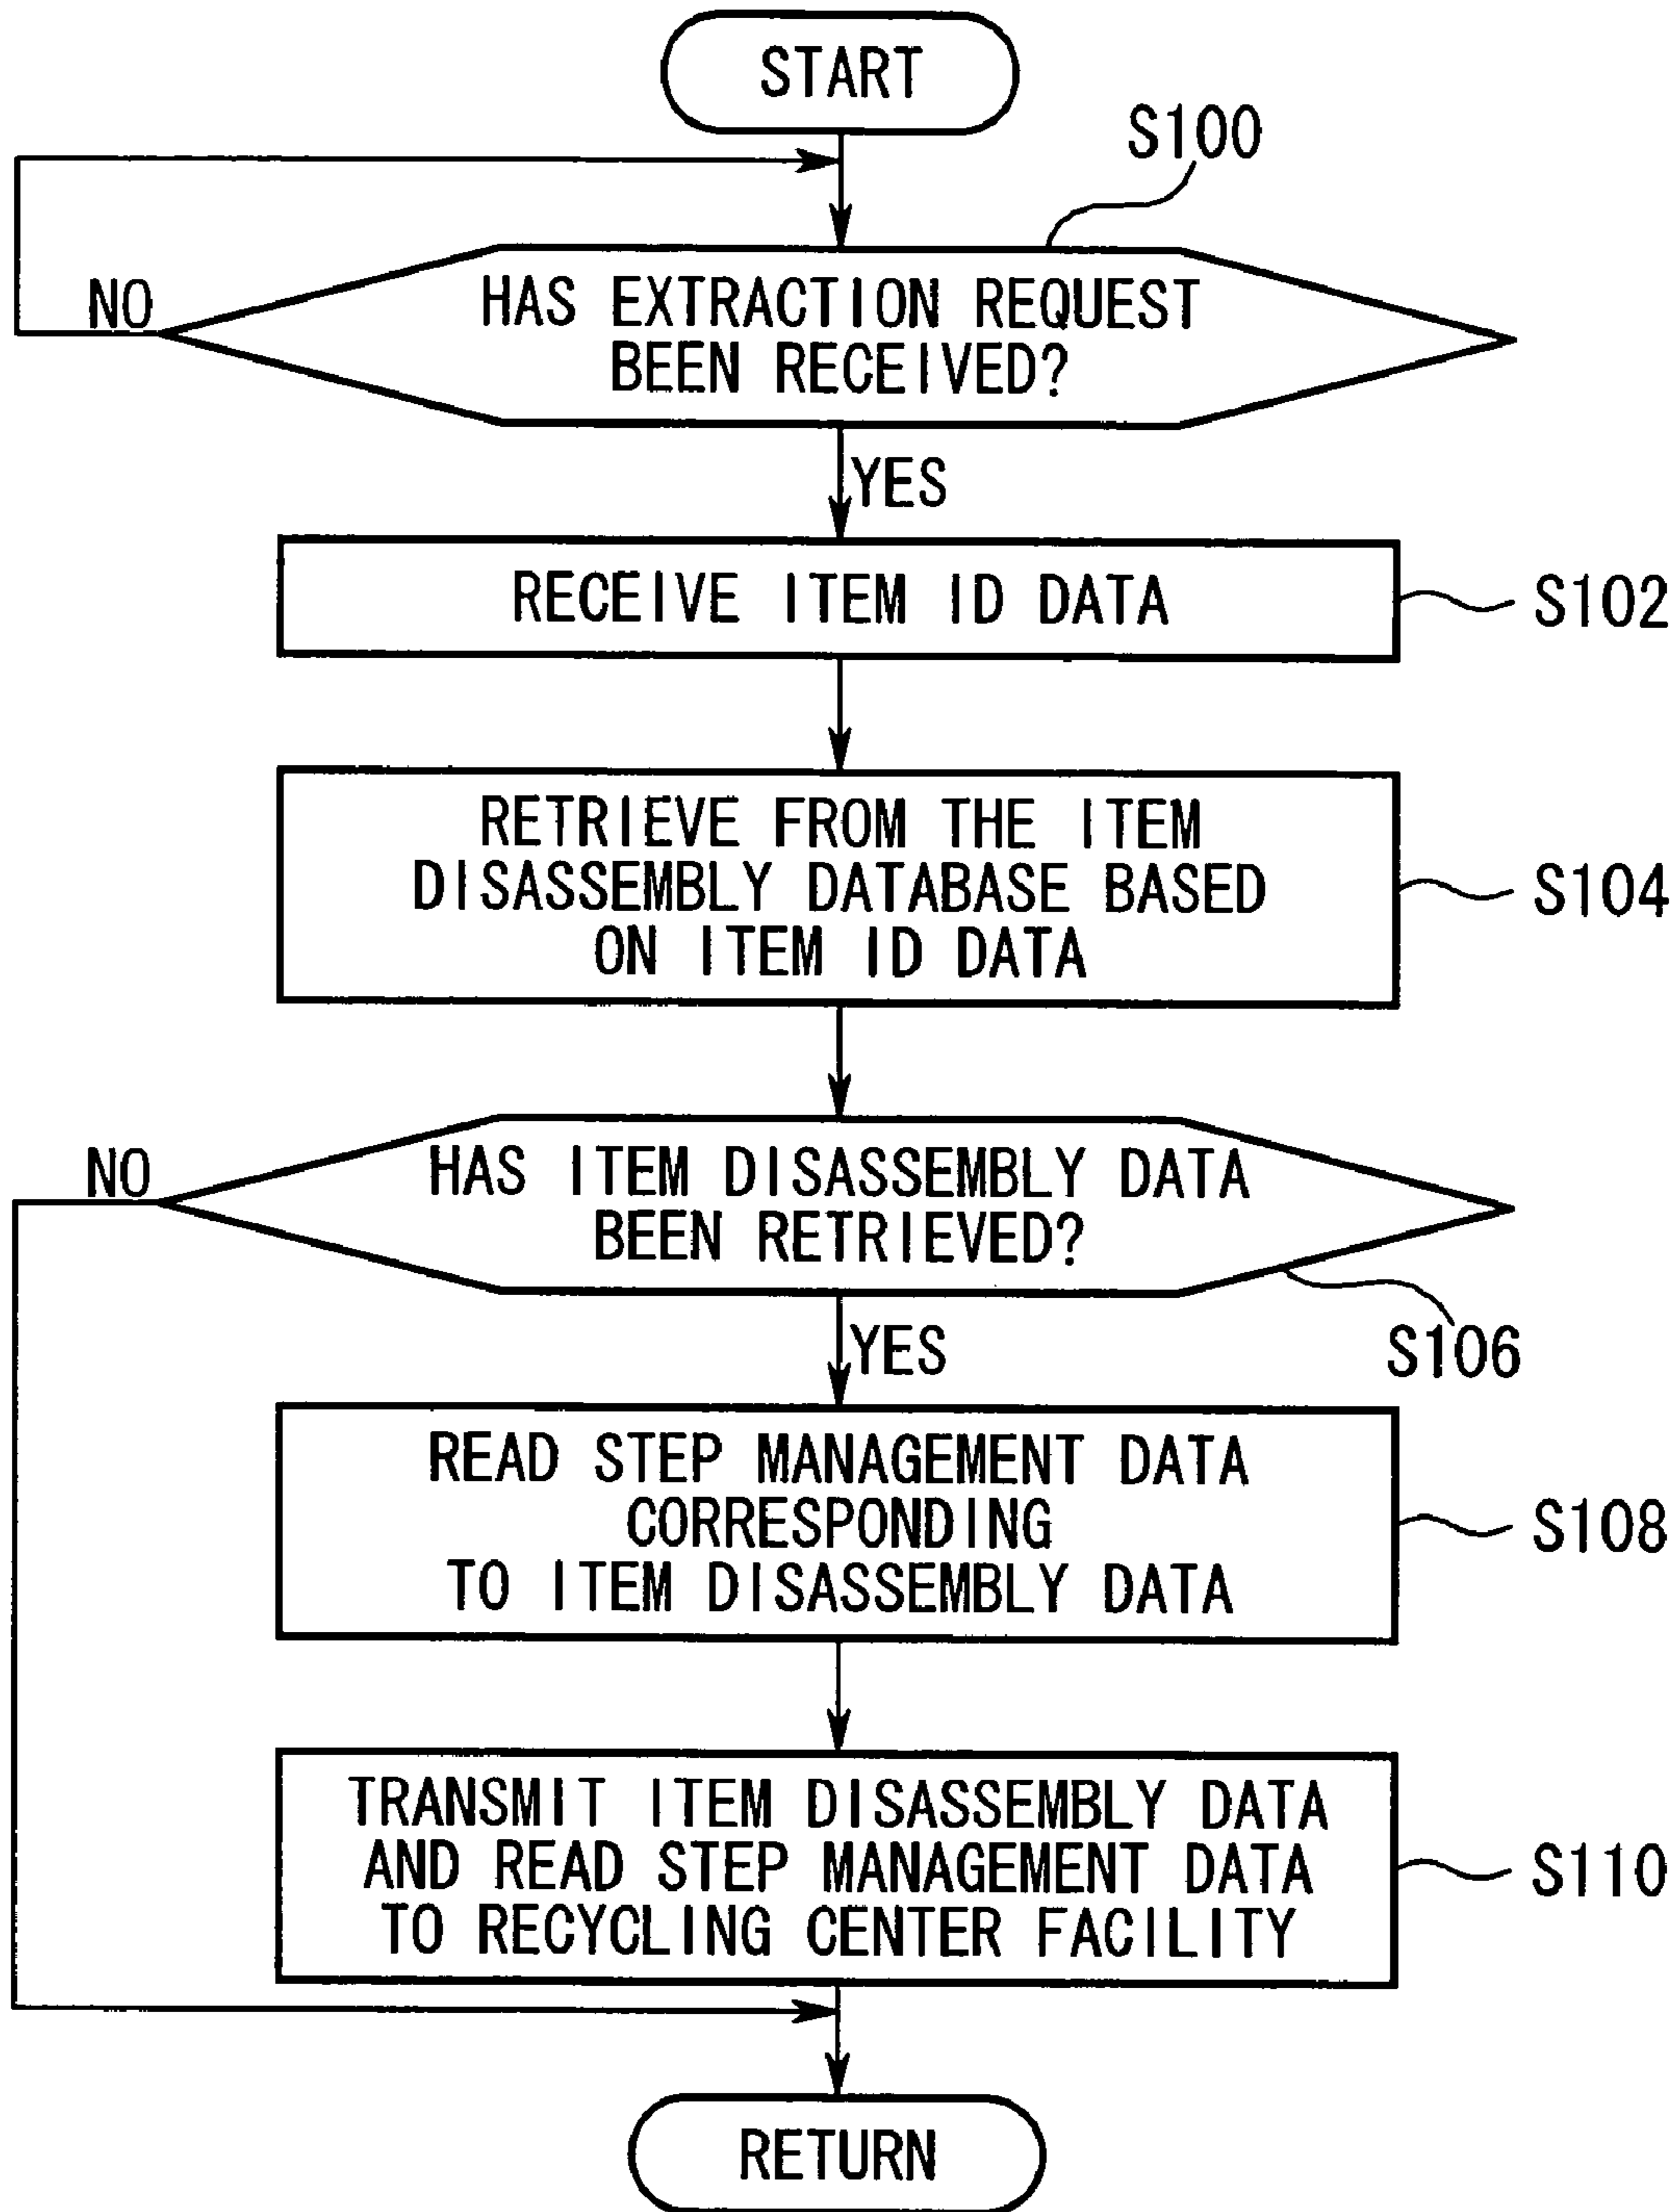 START
S100
NO
HAS EXTRACTION REQUEST
BEEN RECEIVED?
YES
RECEIVE ITEM ID DATA
S102
RETRIEVE FROM THE ITEM
DISASSEMBLY DATABASE BASED
ON ITEM ID DATA
S104
NO
HAS ITEM DISASSEMBLY DATA
BEEN RETRIEVED?
S106
YES
READ STEP MANAGEMENT DATA
CORRESPONDING
TO ITEM DISASSEMBLY DATA
S108
TRANSMIT ITEM DISASSEMBLY DATA
AND READ STEP MANAGEMENT DATA
TO RECYCLING CENTER FACILITY
S110
RETURN